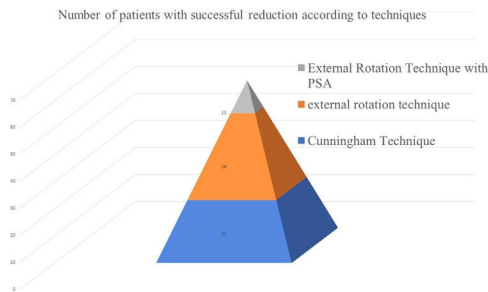 Number of patients with successful reduction according to techniques
External Rotation Technique with
PSA
external rotation technique
Cunningham Technique
70
60
50
40
30
20
10
0